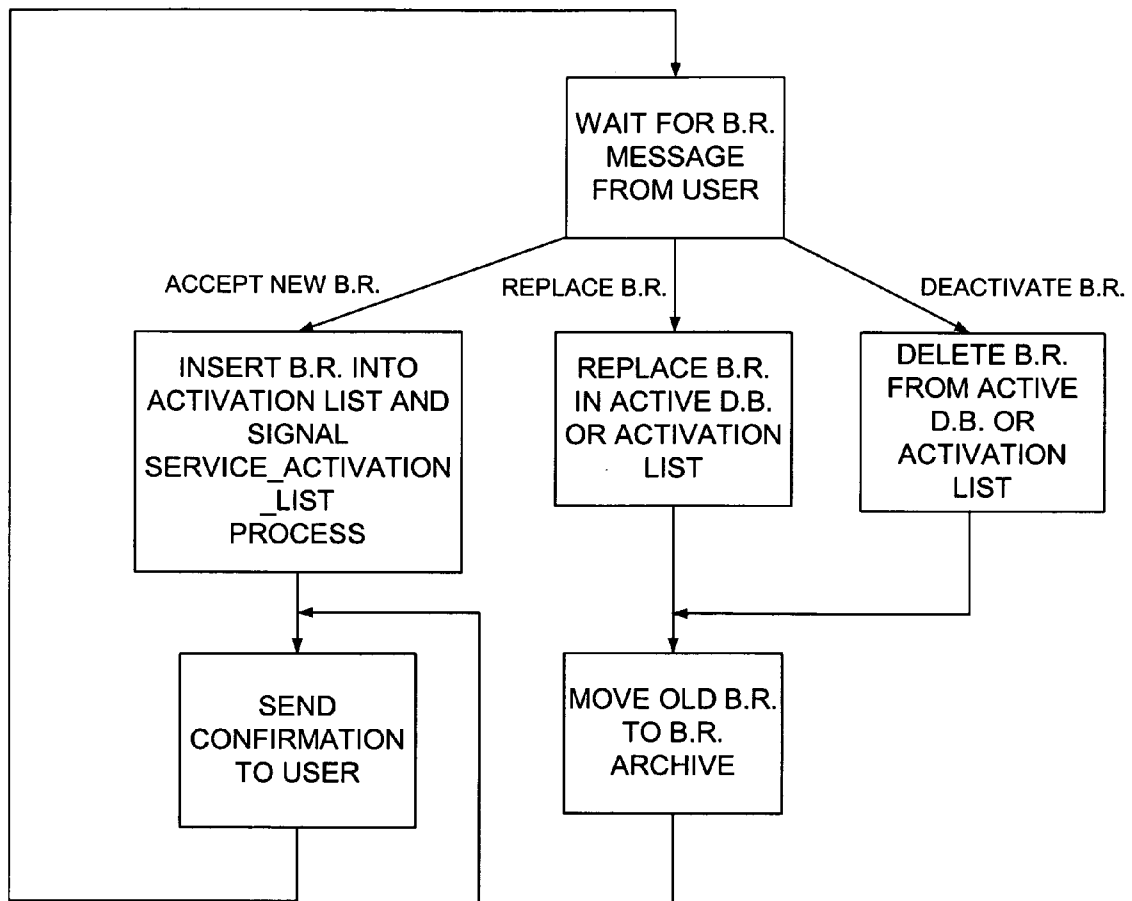 WAIT FOR B.R.
MESSAGE
FROM USER
ACCEPT NEW B.R.
REPLACE B.R.
DEACTIVATE B.R.
INSERT B.R. INTO
ACTIVATION LIST AND
SIGNAL
SERVICE_ACTIVATION
_LIST
PROCESS
REPLACE B.R.
IN ACTIVE D.B.
OR ACTIVATION
LIST
DELETE B.R.
FROM ACTIVE
D.B. OR
ACTIVATION
LIST
SEND
CONFIRMATION
TO USER
MOVE OLD B.R.
TO B.R.
ARCHIVE